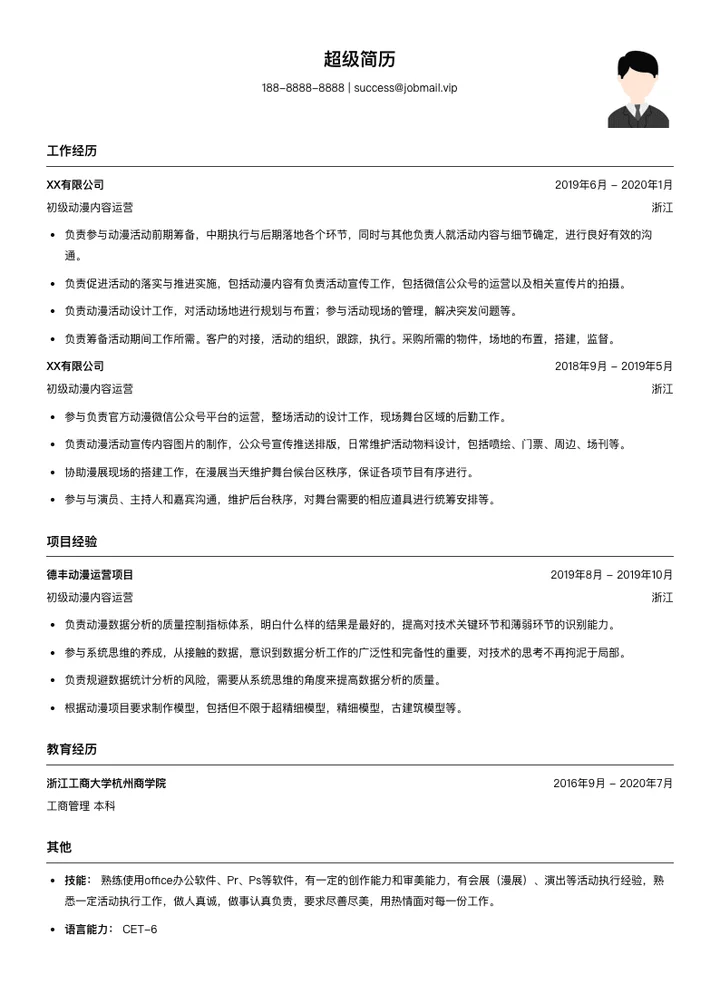 超级简历
188-8888-8888 | success@jobmail.vip
工作经历
XX有限公司 2019年6月 – 2020年1月
初级动漫内容运营 浙江
• 负责参与动漫活动前期筹备，中期执行与后期落地各个环节，同时与其他负责人就活动内容与细节确定，进行良好有效的沟
通。
• 负责促进活动的落实与推进实施，包括动漫内容有负责活动宣传工作，包括微信公众号的运营以及相关宣传片的拍摄。
• 负责动漫活动设计工作，对活动场地进行规划与布置；参与活动现场的管理，解决突发问题等。
• 负责筹备活动期间工作所需。客户的对接，活动的组织，跟踪，执行。采购所需的物件，场地的布置，搭建，监督。
XX有限公司 2018年9月 – 2019年5月
初级动漫内容运营 浙江
• 参与负责官方动漫微信公众号平台的运营，整场活动的设计工作，现场舞台区域的后勤工作。
• 负责动漫活动宣传内容图片的制作，公众号宣传推送排版，日常维护活动物料设计，包括喷绘、门票、周边、场刊等。
• 协助漫展现场的搭建工作，在漫展当天维护舞台候台区秩序，保证各项节目有序进行。
• 参与与演员、主持人和嘉宾沟通，维护后台秩序，对舞台需要的相应道具进行统筹安排等。
项目经验
德丰动漫运营项目 2019年8月 – 2019年10月
初级动漫内容运营 浙江
• 负责动漫数据分析的质量控制指标体系，明白什么样的结果是最好的，提高对技术关键环节和薄弱环节的识别能力。
• 参与系统思维的养成，从接触的数据，意识到数据分析工作的广泛性和完备性的重要，对技术的思考不再拘泥于局部。
• 负责规避数据统计分析的风险，需要从系统思维的角度来提高数据分析的质量。
• 根据动漫项目要求制作模型，包括但不限于超精细模型，精细模型，古建筑模型等。
教育经历
浙江工商大学杭州商学院 2016年9月 – 2020年7月
工商管理 本科
其他
• 技能： 熟练使用office办公软件、Pr、Ps等软件，有一定的创作能力和审美能力，有会展（漫展）、演出等活动执行经验，熟
悉一定活动执行工作，做人真诚，做事认真负责，要求尽善尽美，用热情面对每一份工作。
• 语言能力： CET-6